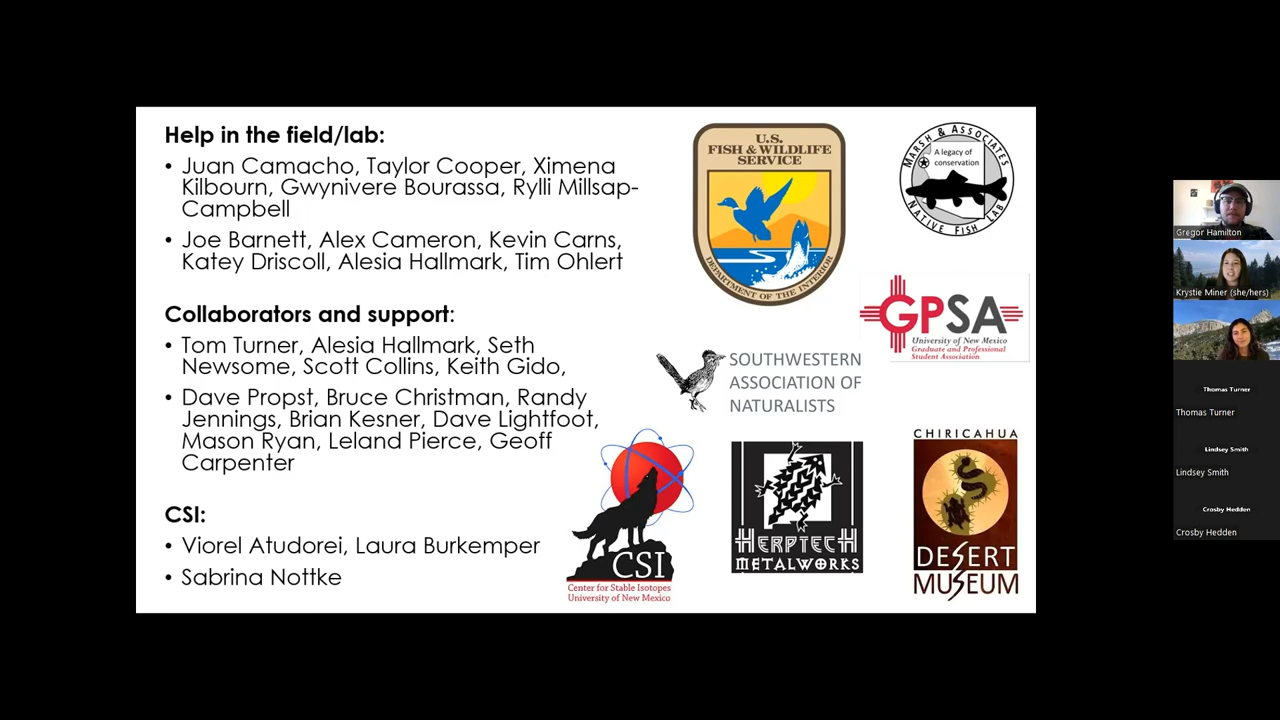 Help in the field/lab:
• Juan Camacho, Taylor Cooper, Ximena
Kilbourn, Gwynivere Bourassa, Rylli Millsap-
Campbell
• Joe Barnett, Alex Cameron, Kevin Carns,
Katey Driscoll, Alesia Hallmark, Tim Ohlert
Collaborators and support:
• Tom Turner, Alesia Hallmark, Seth
Newsome, Scott Collins, Keith Gido,
• Dave Propst, Bruce Christman, Randy
Jennings, Brian Kesner, Dave Lightfoot,
Mason Ryan, Leland Pierce, Geoff
Carpenter
CSI:
• Viorel Atudorei, Laura Burkemper
• Sabrina Nottke
U.S.
FISH & WILDLIFE
SERVICE
DEPARTMENT OF THE INTERIOR
MARSH & ASSOCIATES
A legacy of
conservation
NATIVE FISH LAB
GPSA
University of New Mexico
Graduate and Professional
Student Association
SOUTHWESTERN
ASSOCIATION OF
NATURALISTS
CSI
Center for Stable Isotopes
University of New Mexico
HERPTECH
METALWORKS
CHIRICAHUA
DESERT
MUSEUM
Gregor Hamilton
Krystie Miner (she/hers)
Thomas Turner
Thomas Turner
Lindsey Smith
Lindsey Smith
Crosby Hedden
Crosby Hedden